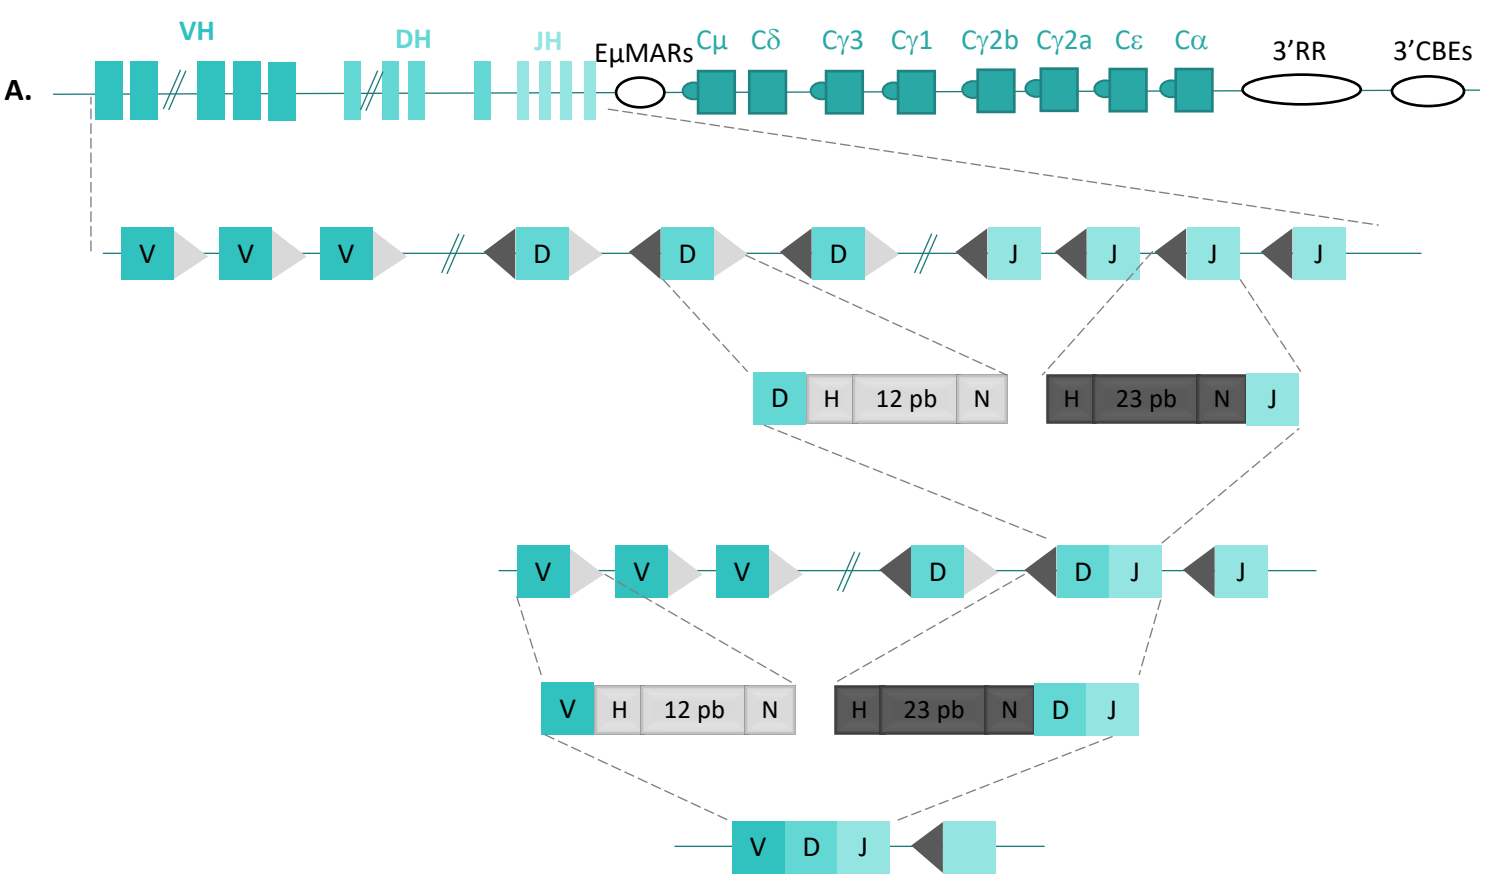 VH DH JH EμMARs Cμ Cδ Cγ3 Cγ1 Cγ2b Cγ2a Cε Cα 3’RR 3’CBEs
A.
V V V D D D J J J J
D H 12 pb N H 23 pb N J
V V V D D J J
V H 12 pb N H 23 pb N D J
V D J